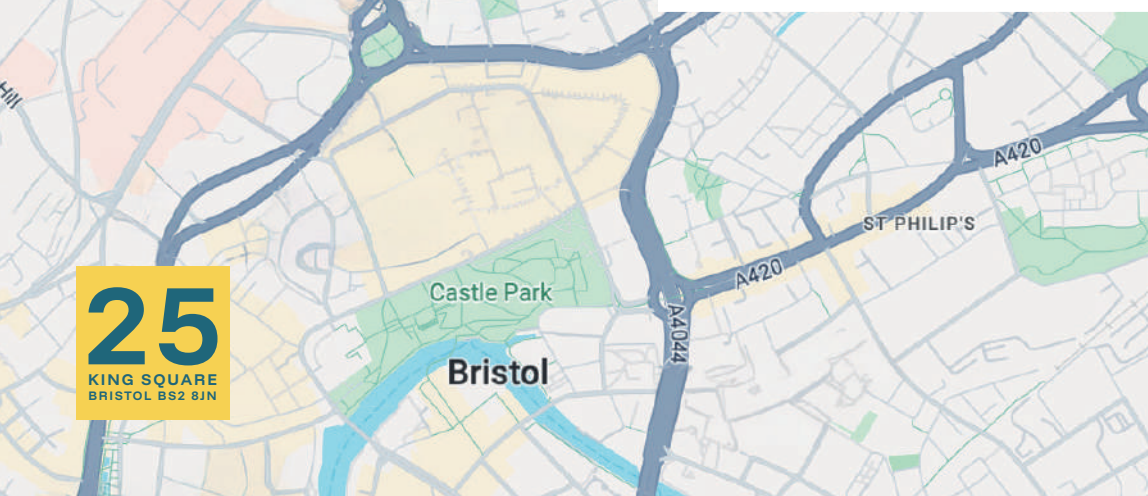 Hill
A420
ST PHILIP'S
A420
Castle Park
A4044
Bristol
25
KING SQUARE
BRISTOL BS2 8JN